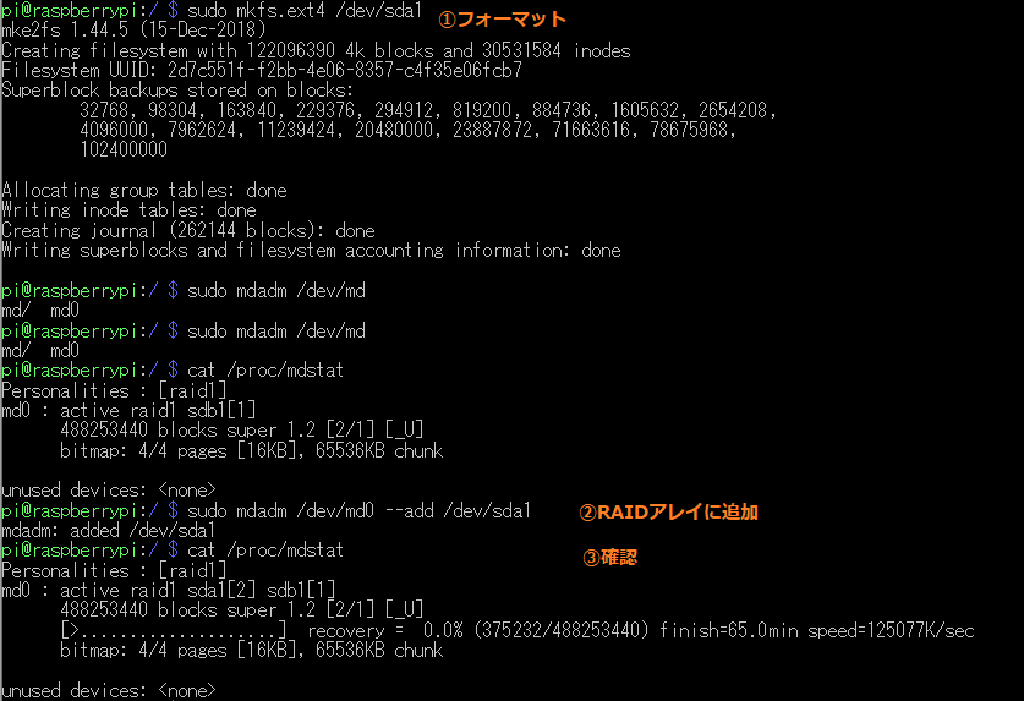 pi@raspberrypi:/ $ sudo mkfs.ext4 /dev/sda1 ①フォーマット
mke2fs 1.44.5 (15-Dec-2018)
Creating filesystem with 122096390 4k blocks and 30531584 inodes
Filesystem UUID: 2d7c551f-f2bb-4e06-8357-c4f35e06fcb7
Superblock backups stored on blocks:
32768, 98304, 163840, 229376, 294912, 819200, 884736, 1605632, 2654208,
4096000, 7962624, 11239424, 20480000, 23887872, 71663616, 78675968,
102400000
Allocating group tables: done
Writing inode tables: done
Creating journal (262144 blocks): done
Writing superblocks and filesystem accounting information: done
pi@raspberrypi:/ $ sudo mdadm /dev/md
md/ md0
pi@raspberrypi:/ $ sudo mdadm /dev/md
md/ md0
pi@raspberrypi:/ $ cat /proc/mdstat
Personalities : [raid1]
md0 : active raid1 sdb1[1]
488253440 blocks super 1.2 [2/1] [_U]
bitmap: 4/4 pages [16KB], 65536KB chunk
unused devices: <none>
pi@raspberrypi:/ $ sudo mdadm /dev/md0 --add /dev/sda1 ②RAIDアレイに追加
mdadm: added /dev/sda1
pi@raspberrypi:/ $ cat /proc/mdstat ③確認
Personalities : [raid1]
md0 : active raid1 sda1[2] sdb1[1]
488253440 blocks super 1.2 [2/1] [_U]
[>....................] recovery = 0.0% (375232/488253440) finish=65.0min speed=125077K/sec
bitmap: 4/4 pages [16KB], 65536KB chunk
unused devices: <none>